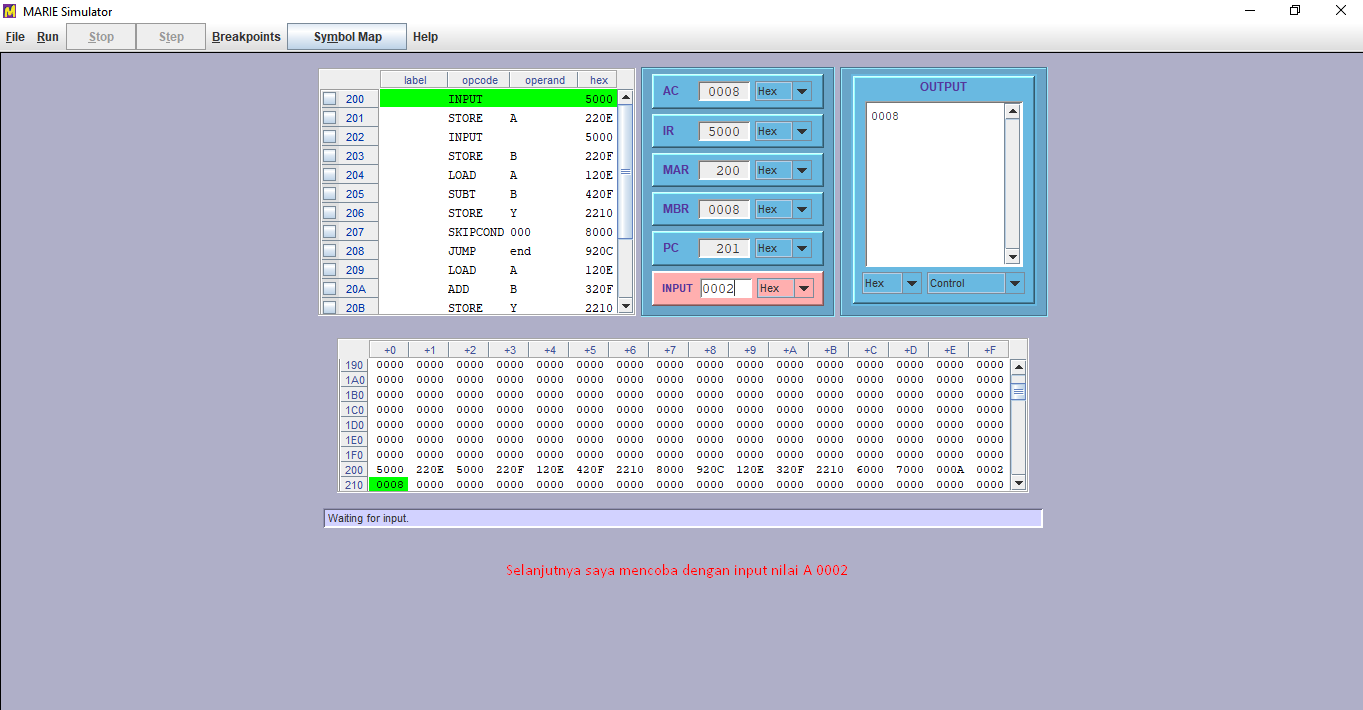 MARIE Simulator
File Run Stop Step Breakpoints Symbol Map Help
label opcode operand hex
200 INPUT 5000
201 STORE A 220E
202 INPUT 5000
203 STORE B 220F
204 LOAD A 120E
205 SUBT B 420F
206 STORE Y 2210
207 SKIPCOND 000 8000
208 JUMP end 920C
209 LOAD A 120E
20A ADD B 320F
20B STORE Y 2210
AC 0008 Hex
IR 5000 Hex
MAR 200 Hex
MBR 0008 Hex
PC 201 Hex
INPUT 0002 Hex
OUTPUT
0008
Hex Control
+0 +1 +2 +3 +4 +5 +6 +7 +8 +9 +A +B +C +D +E +F
190 0000 0000 0000 0000 0000 0000 0000 0000 0000 0000 0000 0000 0000 0000 0000 0000
1A0 0000 0000 0000 0000 0000 0000 0000 0000 0000 0000 0000 0000 0000 0000 0000 0000
1B0 0000 0000 0000 0000 0000 0000 0000 0000 0000 0000 0000 0000 0000 0000 0000 0000
1C0 0000 0000 0000 0000 0000 0000 0000 0000 0000 0000 0000 0000 0000 0000 0000 0000
1D0 0000 0000 0000 0000 0000 0000 0000 0000 0000 0000 0000 0000 0000 0000 0000 0000
1E0 0000 0000 0000 0000 0000 0000 0000 0000 0000 0000 0000 0000 0000 0000 0000 0000
1F0 0000 0000 0000 0000 0000 0000 0000 0000 0000 0000 0000 0000 0000 0000 0000 0000
200 5000 220E 5000 220F 120E 420F 2210 8000 920C 120E 320F 2210 6000 7000 000A 0002
210 0008 0000 0000 0000 0000 0000 0000 0000 0000 0000 0000 0000 0000 0000 0000 0000
Waiting for input.
Selanjutnya saya mencoba dengan input nilai A 0002